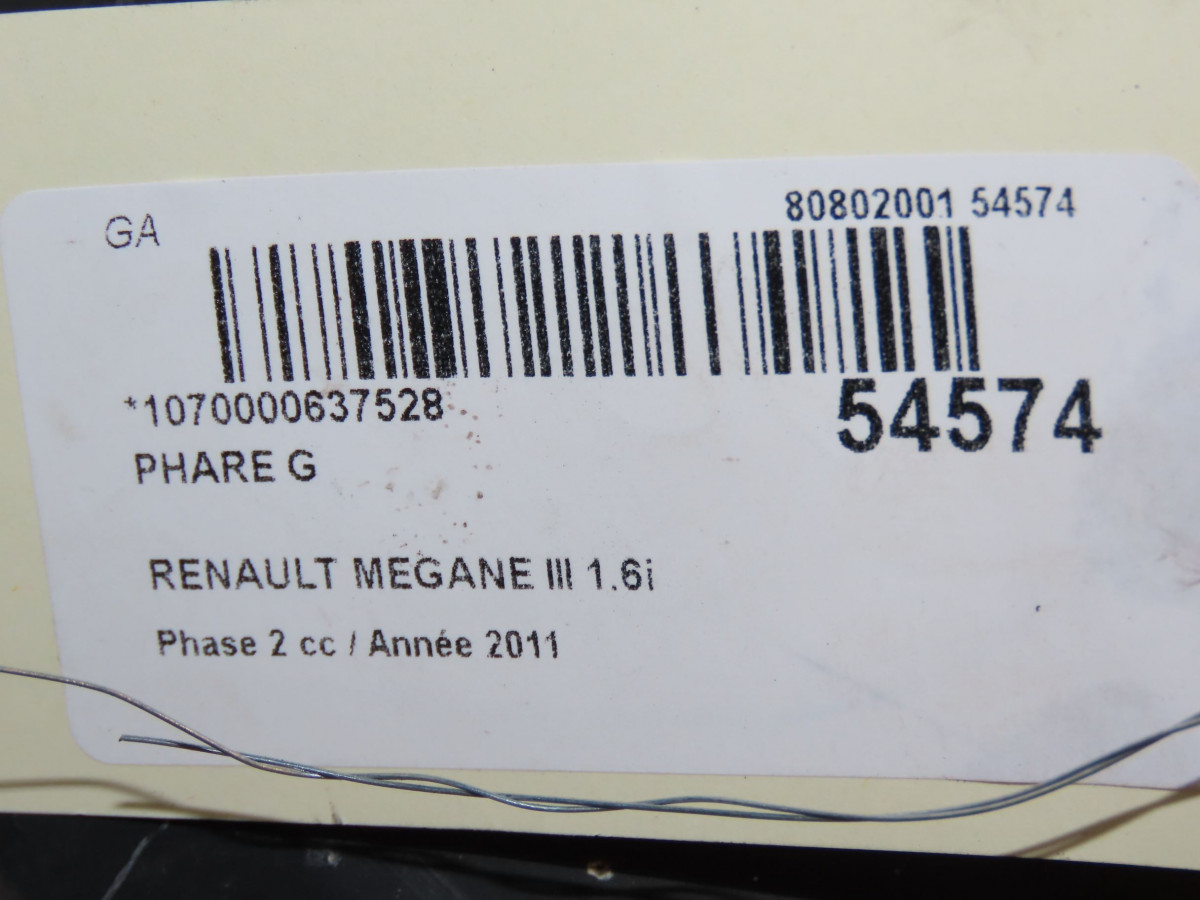 GA
80802001 54574
*1070000637528
54574
PHARE G
RENAULT MEGANE III 1.6i
Phase 2 cc / Année 2011